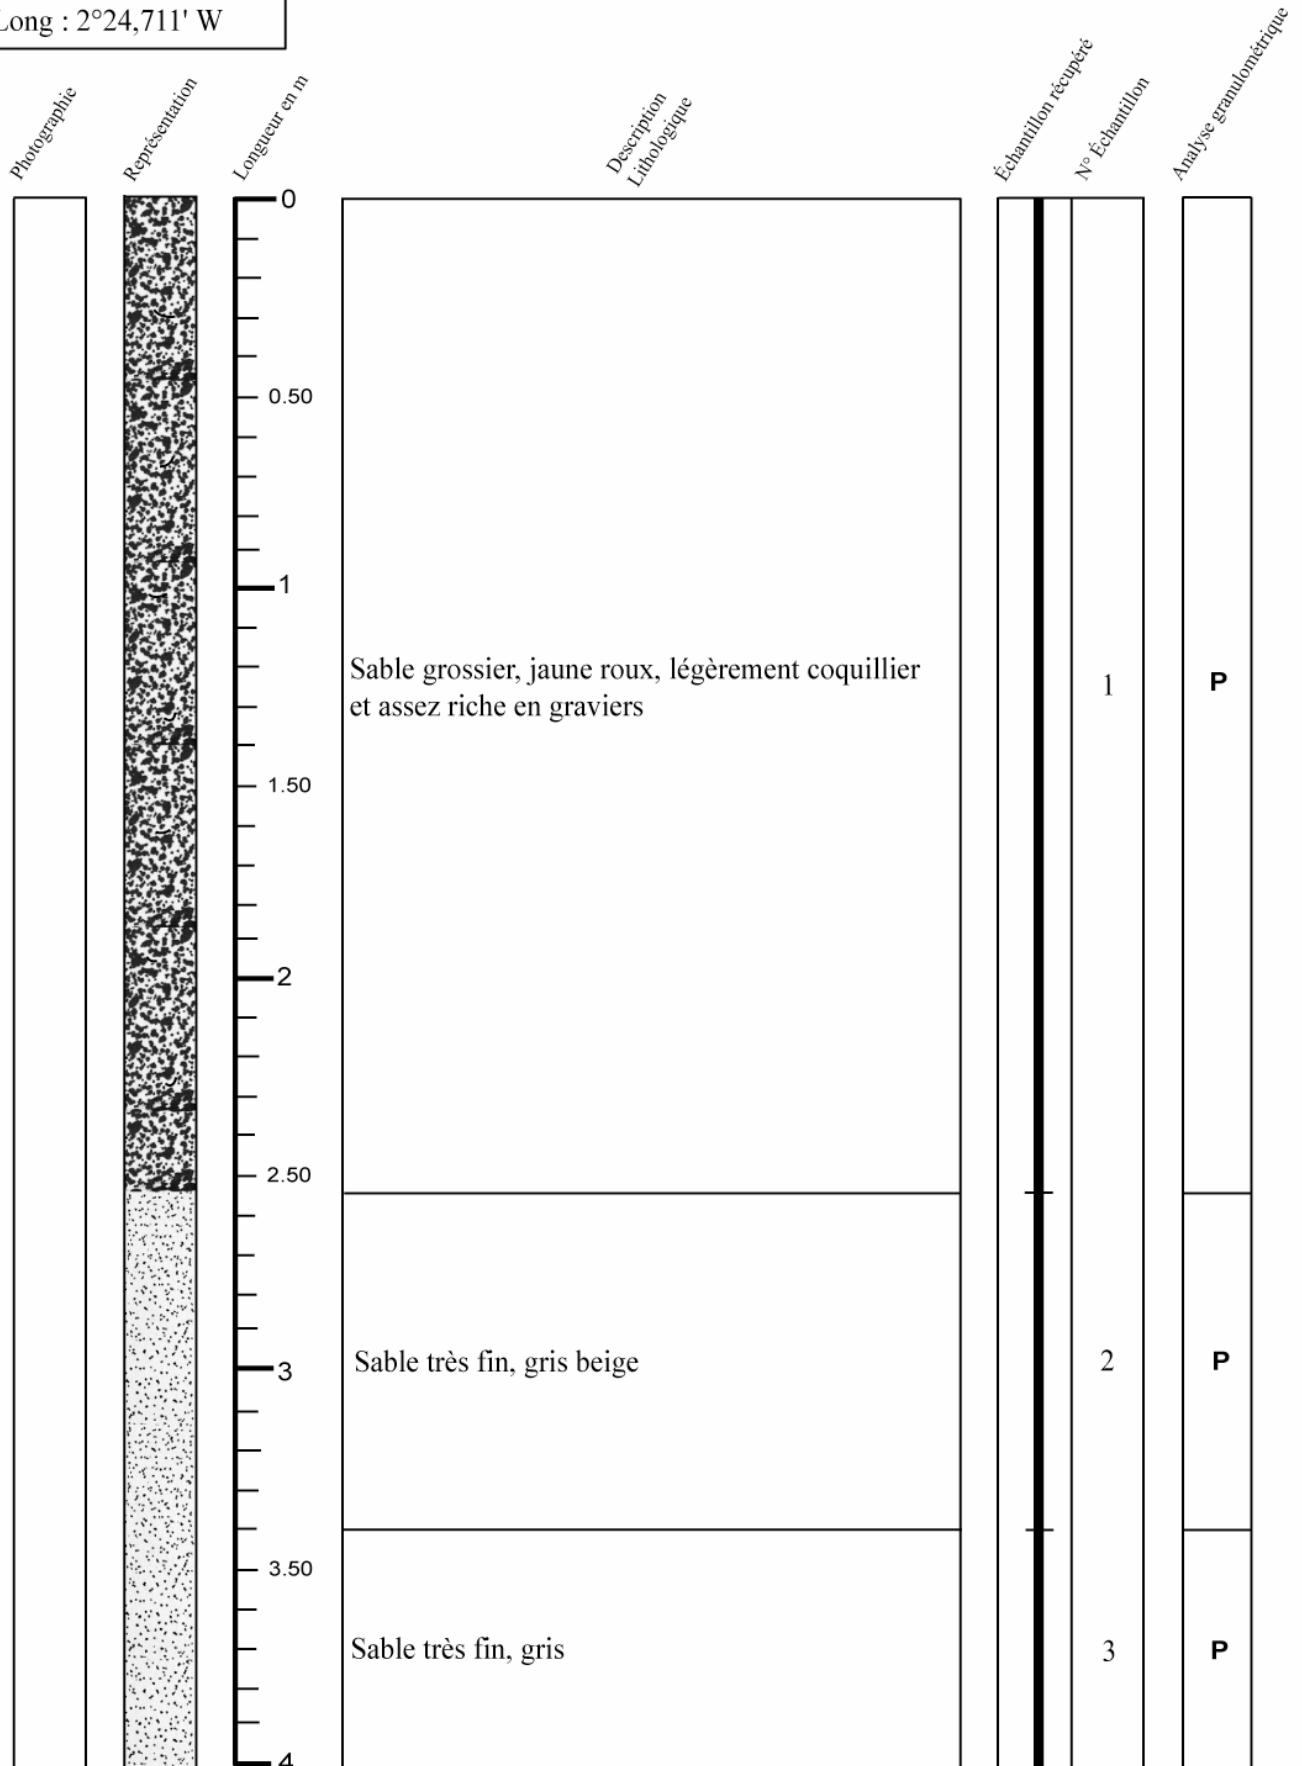 Long : 2°24,711' W
Photographie
Représentation
Longueur en m
Description
Lithologique
Échantillon récupéré
N° Échantillon
Analyse granulométrique
0
0.50
1
Sable grossier, jaune roux, légèrement coquillier
et assez riche en graviers
1
P
1.50
2
2.50
3
Sable très fin, gris beige
2
P
3.50
Sable très fin, gris
3
P
4